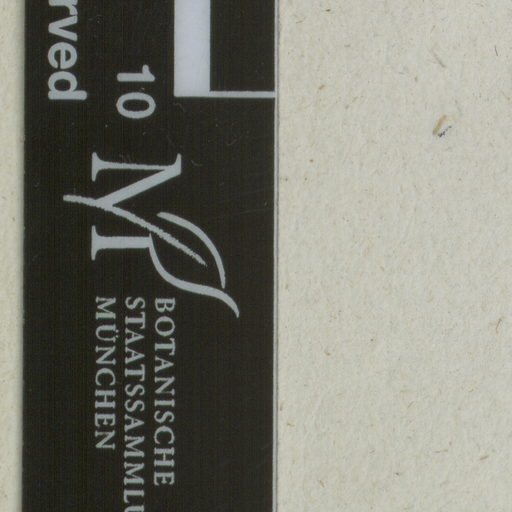 rved
10
M
BOTANISCHE
STAATSSAMMLU
MÜNCHEN